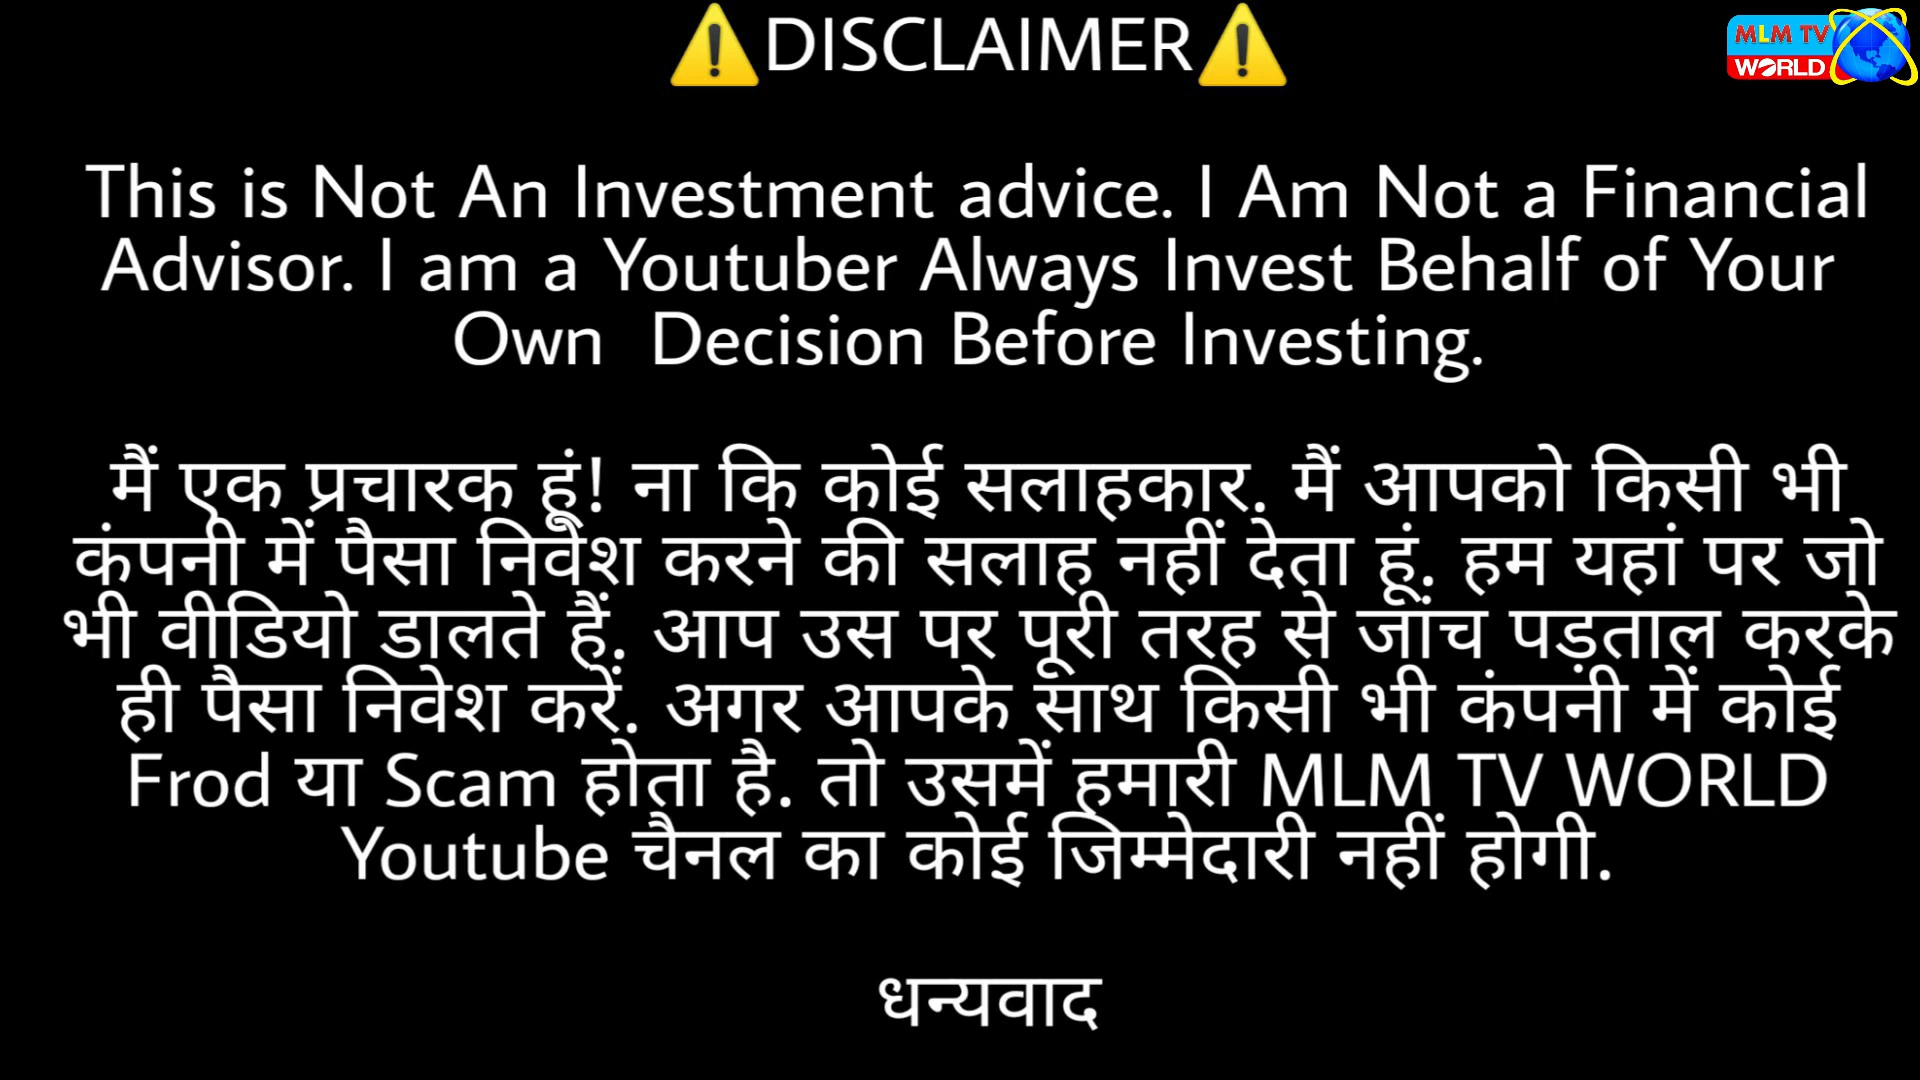 ⚠️DISCLAIMER⚠️
MLM TV
WORLD
This is Not An Investment advice. I Am Not a Financial
Advisor. I am a Youtuber Always Invest Behalf of Your
Own  Decision Before Investing.
मैं एक प्रचारक हूं! ना कि कोई सलाहकार. मैं आपको किसी भी
कंपनी में पैसा निवेश करने की सलाह नहीं देता हूं. हम यहां पर जो
भी वीडियो डालते हैं. आप उस पर पूरी तरह से जांच पड़ताल करके
ही पैसा निवेश करें. अगर आपके साथ किसी भी कंपनी में कोई
Frod या Scam होता है. तो उसमें हमारी MLM TV WORLD
Youtube चैनल का कोई जिम्मेदारी नहीं होगी.
धन्यवाद